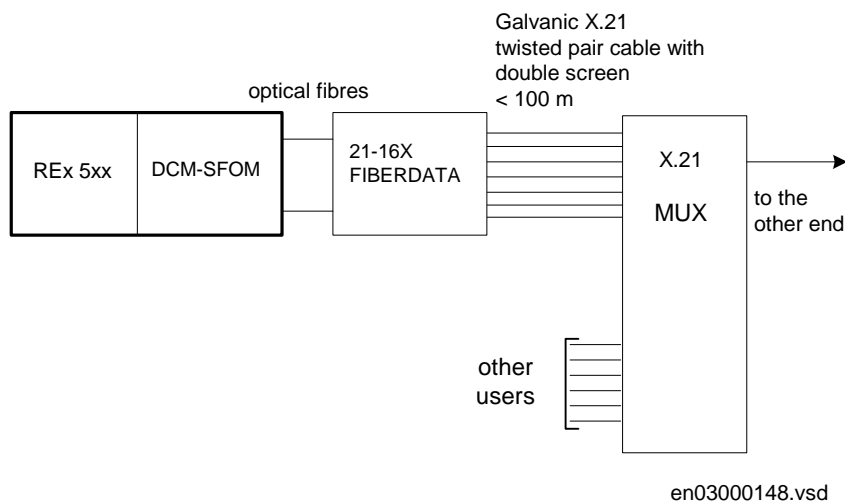 Galvanic X.21
twisted pair cable with
double screen
< 100 m
optical fibres
REx 5xx
DCM-SFOM
21-16X
FIBERDATA
X.21
MUX
to the
other end
other
users
en03000148.vsd